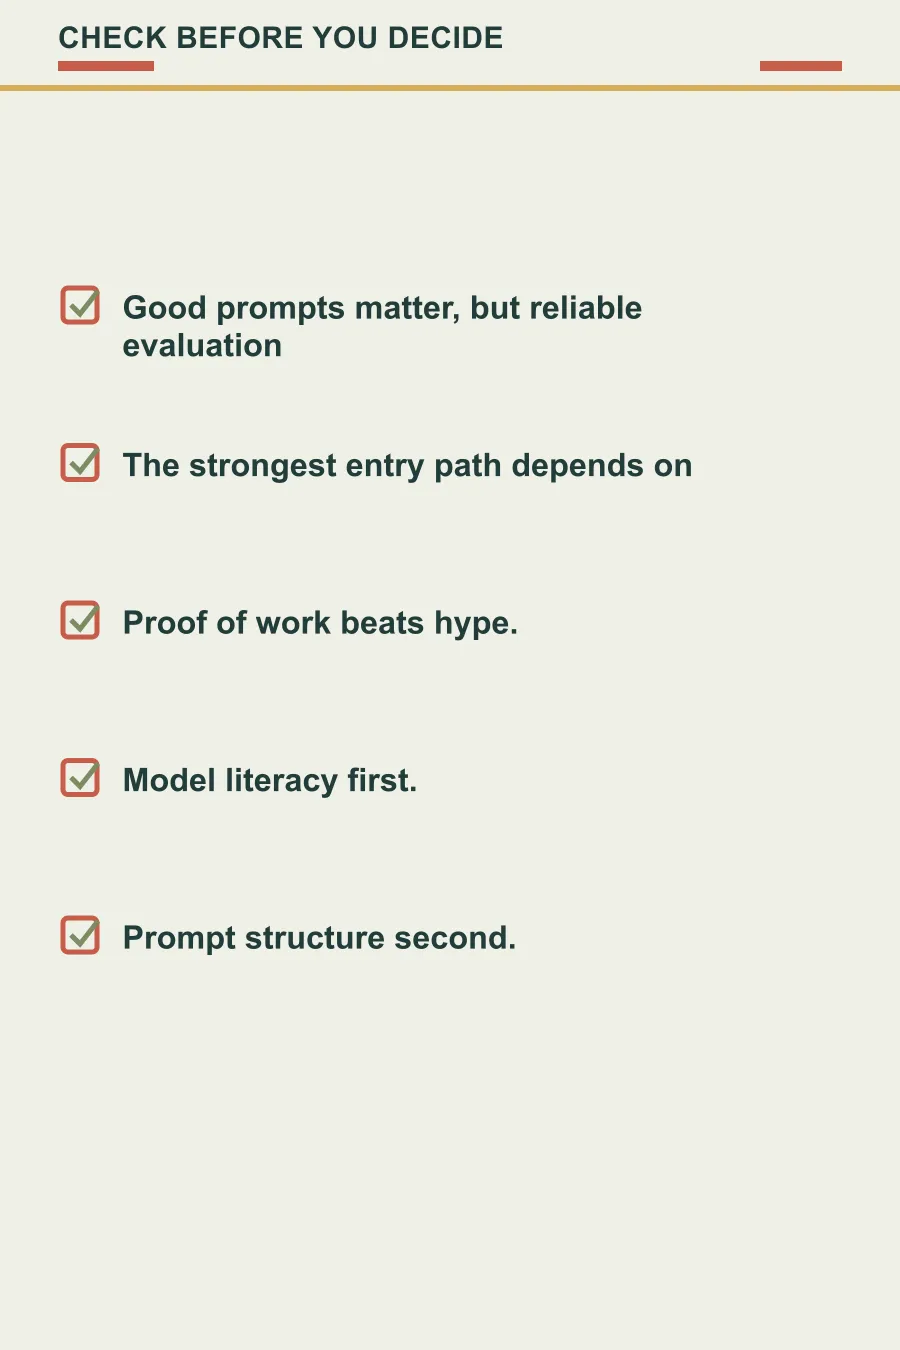 CHECK BEFORE YOU DECIDE
Good prompts matter, but reliable
evaluation
The strongest entry path depends on
Proof of work beats hype.
Model literacy first.
Prompt structure second.